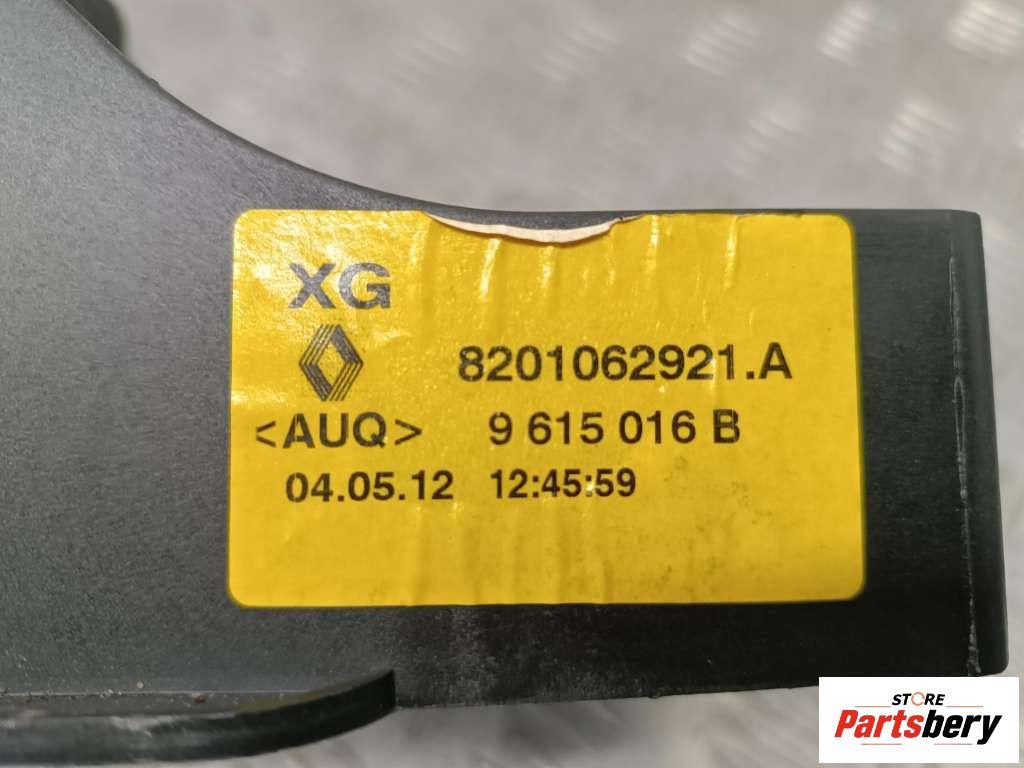 XG
8201062921.A
<AUQ> 9 615 016 B
04.05.12 12:45:59
STORE
Partsbery